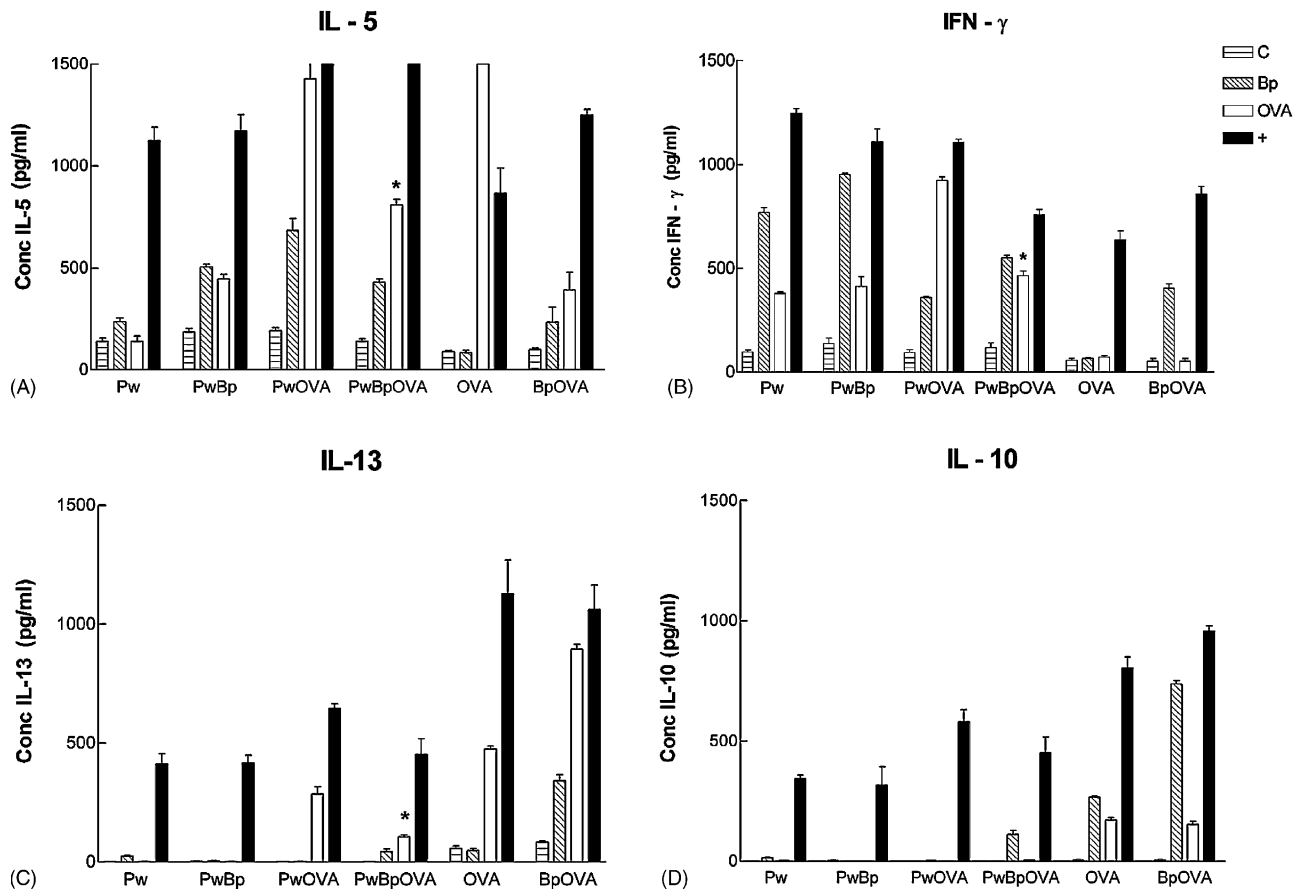 IL - 5
1500
1000
500
0
Conc IL-5 (pg/ml)
*
(A)
Pw PwBp PwOVA PwBpOVA OVA BpOVA
IFN - γ
1500
1000
500
0
Conc IFN - γ (pg/ml)
*
C
Bp
OVA
+
(B)
Pw PwBp PwOVA PwBpOVA OVA BpOVA
IL-13
1500
1000
500
0
Conc IL-13 (pg/ml)
*
(C)
Pw PwBp PwOVA PwBpOVA OVA BpOVA
IL - 10
1500
1000
500
0
Conc IL-10 (pg/ml)
(D)
Pw PwBp PwOVA PwBpOVA OVA BpOVA